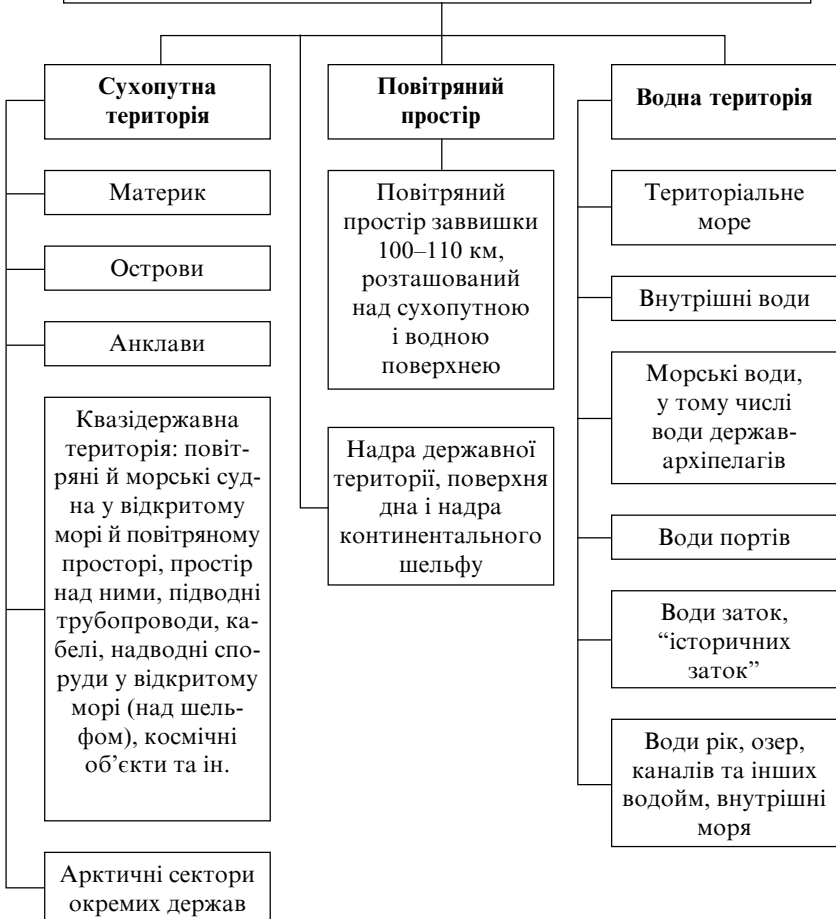 Сухопутна
територія
Материк
Острови
Анклави
Квазідержавна
територія: повіт-
ряні й морські суд-
на у відкритому
морі й повітряному
просторі, простір
над ними, підводні
трубопроводи, ка-
белі, надводні спо-
руди у відкритому
морі (над шель-
фом), космічні
об’єкти та ін.
Арктичні сектори
окремих держав
Повітряний
простір
Повітряний
простір заввишки
100–110 км,
розташований
над сухопутною
і водною
поверхнею
Надра державної
території, поверхня
дна і надра
континентального
шельфу
Водна територія
Територіальне
море
Внутрішні води
Морські води,
у тому числі
води держав-
архіпелагів
Води портів
Води заток,
“історичних
заток”
Води рік, озер,
каналів та інших
водойм, внутрішні
моря